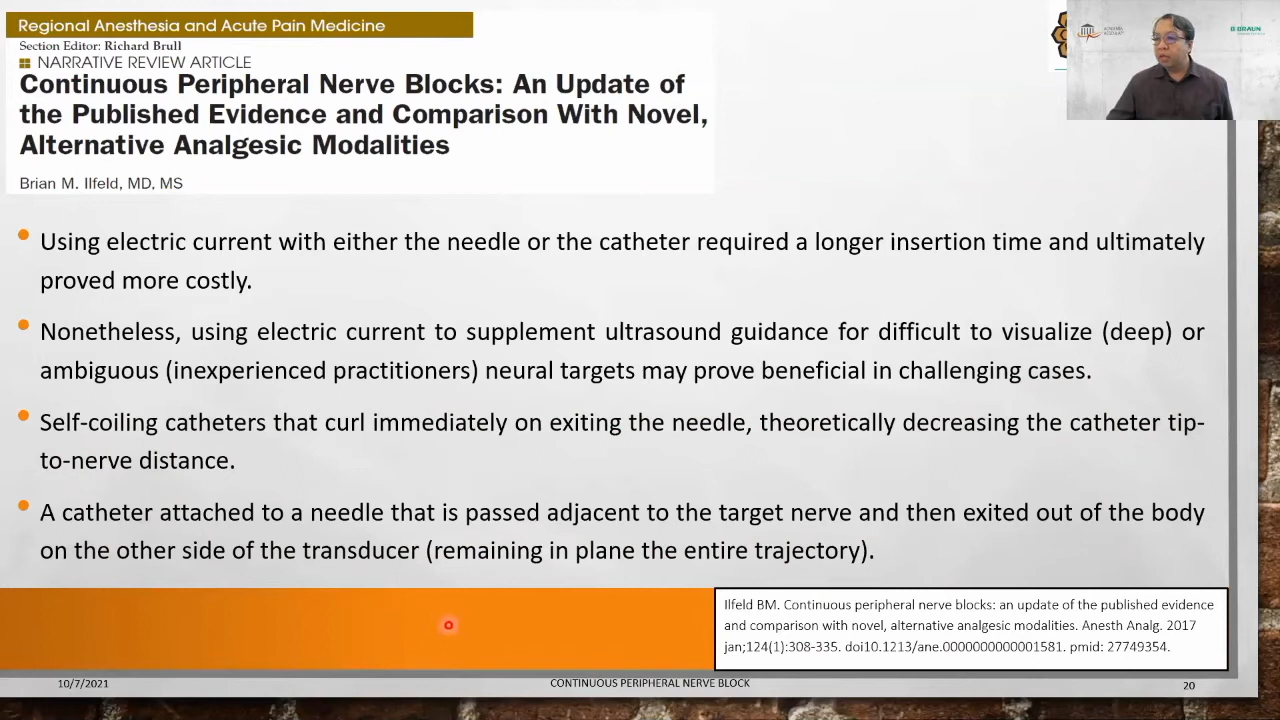 Regional Anesthesia and Acute Pain Medicine
Section Editor: Richard Brull
NARRATIVE REVIEW ARTICLE
Continuous Peripheral Nerve Blocks: An Update of
the Published Evidence and Comparison With Novel,
Alternative Analgesic Modalities
Brian M. Ilfeld, MD, MS
B BRAUN
Using electric current with either the needle or the catheter required a longer insertion time and ultimately
proved more costly.
Nonetheless, using electric current to supplement ultrasound guidance for difficult to visualize (deep) or
ambiguous (inexperienced practitioners) neural targets may prove beneficial in challenging cases.
Self-coiling catheters that curl immediately on exiting the needle, theoretically decreasing the catheter tip-
to-nerve distance.
A catheter attached to a needle that is passed adjacent to the target nerve and then exited out of the body
on the other side of the transducer (remaining in plane the entire trajectory).
Ilfeld BM. Continuous peripheral nerve blocks: an update of the published evidence
and comparison with novel, alternative analgesic modalities. Anesth Analg. 2017
jan;124(1):308-335. doi10.1213/ane.0000000000001581. pmid: 27749354.
10/7/2021
CONTINUOUS PERIPHERAL NERVE BLOCK
20